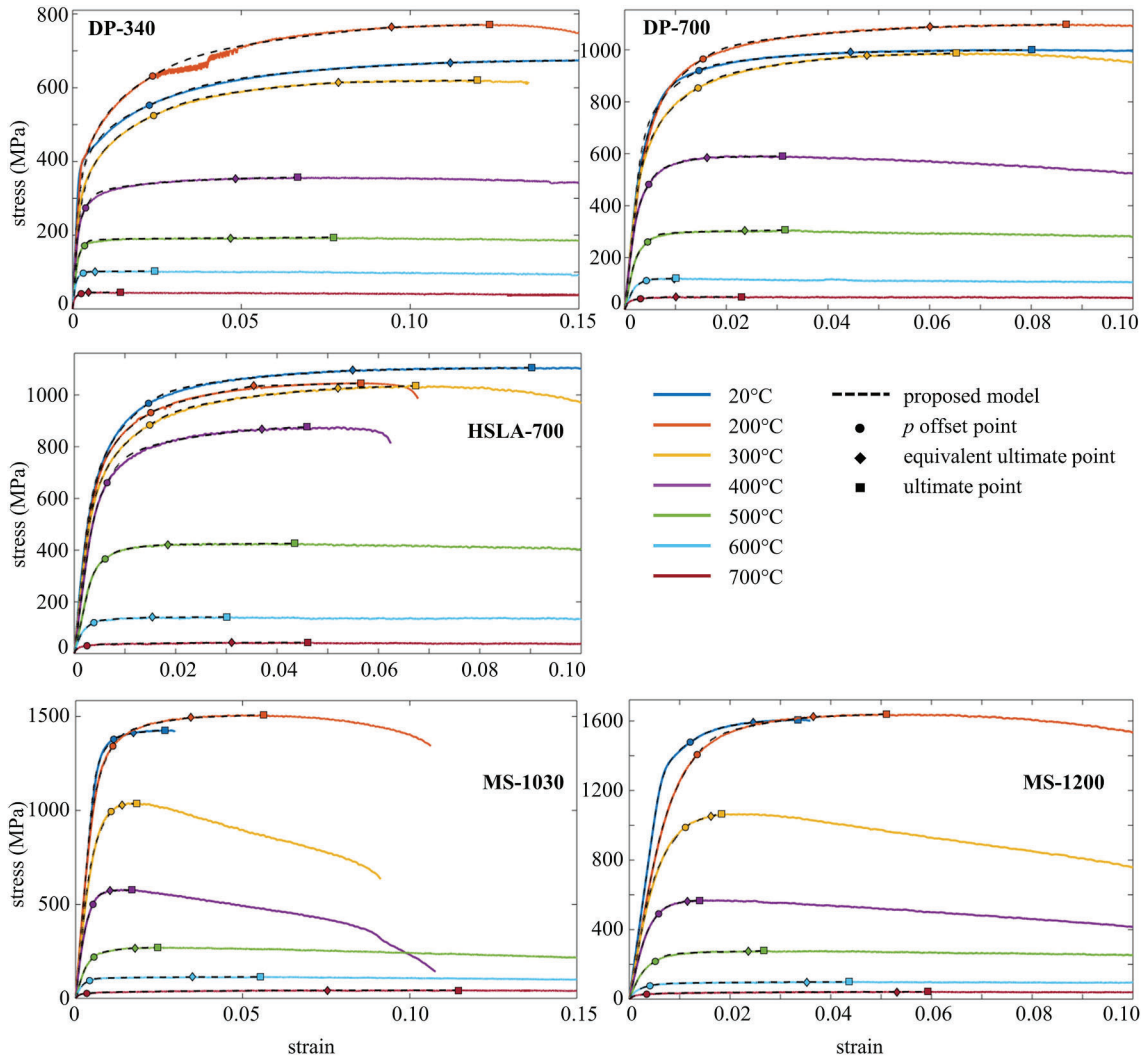 DP-340
800
600
400
200
0
0
0.05
0.10
0.15
stress (MPa)
DP-700
1000
800
600
400
200
0
0
0.02
0.04
0.06
0.08
0.10
HSLA-700
1000
800
600
400
200
0
0
0.02
0.04
0.06
0.08
0.10
stress (MPa)
20°C
200°C
300°C
400°C
500°C
600°C
700°C
proposed model
p offset point
equivalent ultimate point
ultimate point
MS-1030
1500
1000
500
0
0
0.05
0.10
0.15
stress (MPa)
strain
MS-1200
1600
1200
800
400
0
0
0.02
0.04
0.06
0.08
0.10
strain